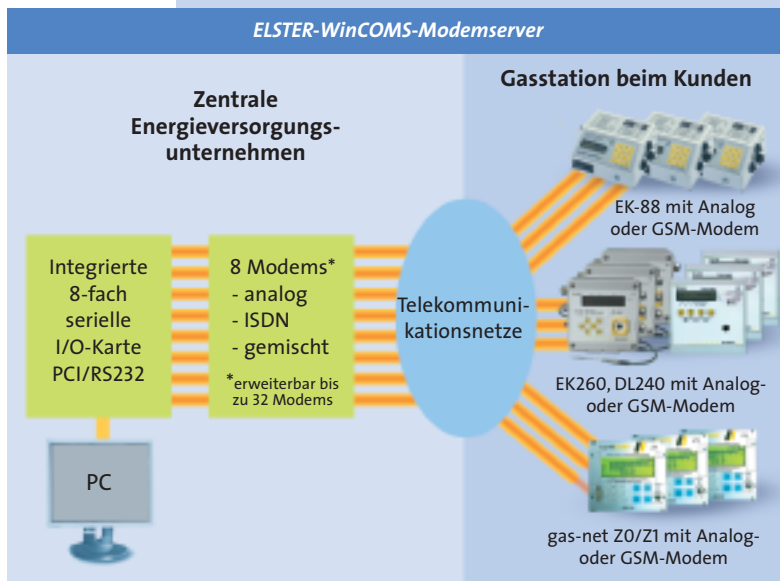 ELSTER-WinCOMS-Modemserver
Zentrale
Energieversorgungs-
unternehmen
Gasstation beim Kunden
EK-88 mit Analog
oder GSM-Modem
Integrierte
8-fach
serielle
I/O-Karte
PCI/RS232
8 Modems*
- analog
- ISDN
- gemischt
*erweiterbar bis
zu 32 Modems
Telekommuni-
kationsnetze
EK260, DL240 mit Analog-
oder GSM-Modem
PC
gas-net Z0/Z1 mit Analog-
oder GSM-Modem